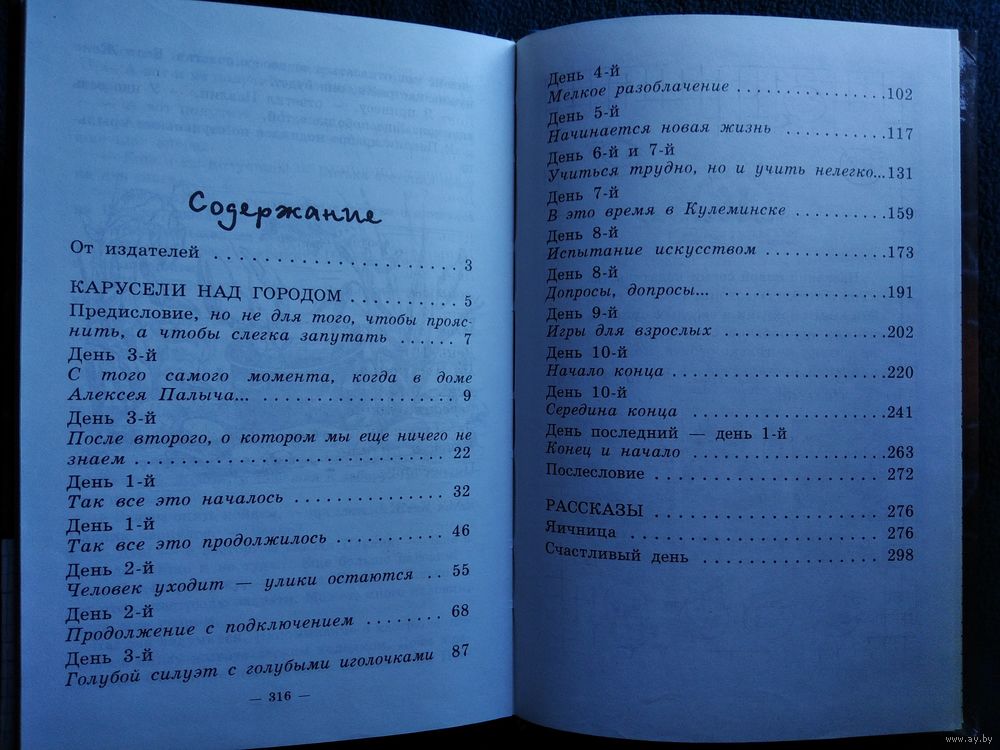 Содержание
От издателей ..................... 3
КАРУСЕЛИ НАД ГОРОДОМ .......... 5
Предисловие, но не для того, чтобы прояс-
нить, а чтобы слегка запутать ...... 7
День 3-й
С того самого момента, когда в доме
Алексея Палыча... ................. 9
День 3-й
После второго, о котором мы еще ничего не
знаем ........................... 22
День 1-й
Так все это началось .............. 32
День 1-й
Так все это продолжилось .......... 46
День 2-й
Человек уходит — улики остаются .. 55
День 2-й
Продолжение с подключением ........ 68
День 3-й
Голубой силуэт с голубыми иголочками 87
— 316 —
День 4-й
Мелкое разоблачение ...............102
День 5-й
Начинается новая жизнь ..........117
День 6-й и 7-й
Учиться трудно, но и учить нелегко...131
День 7-й
В это время в Кулеминске .........159
День 8-й
Испытание искусством .............173
День 8-й
Допросы, допросы... ...............191
День 9-й
Игры для взрослых ................202
День 10-й
Начало конца .....................220
День 10-й
Середина конца ...................241
День последний — день 1-й
Конец и начало ...................263
Послесловие ...................... 272
РАССКАЗЫ ...................... 276
Яичница ......................... 276
Счастливый день ................ 298
www.ay.by